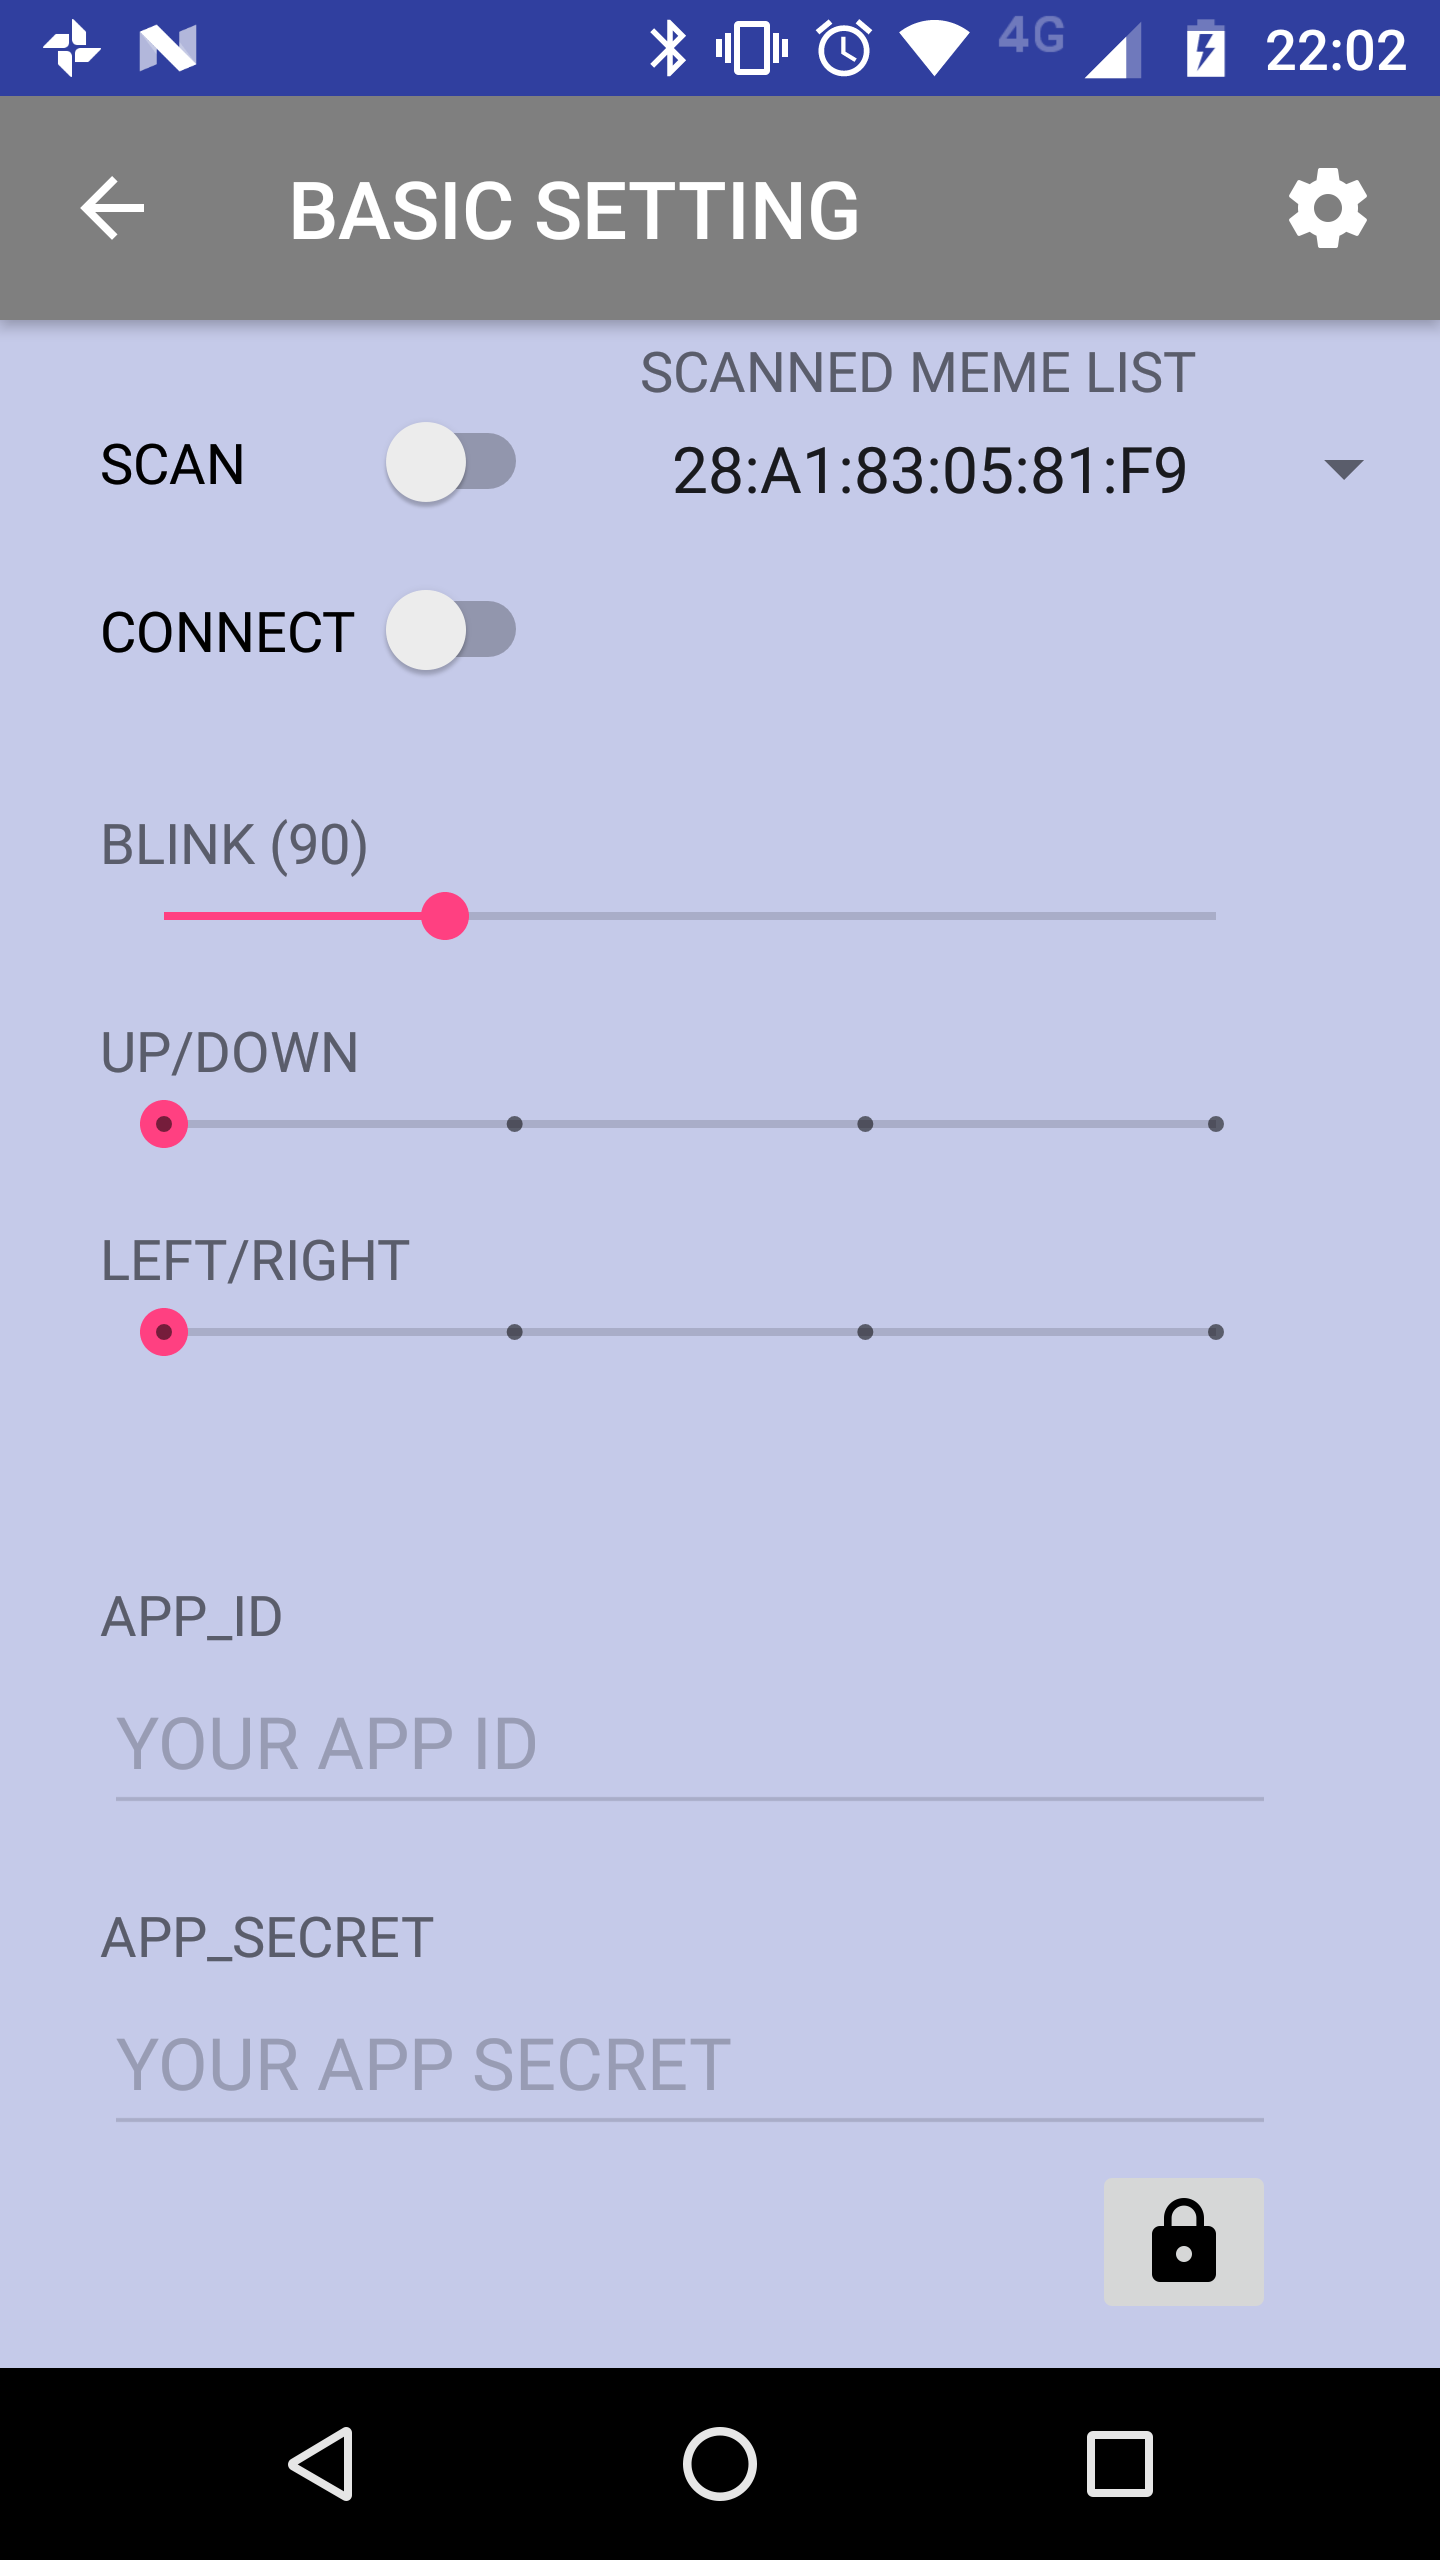 4G 22:02
BASIC SETTING
SCANNED MEME LIST
SCAN
28:A1:83:05:81:F9
CONNECT
BLINK (90)
UP/DOWN
LEFT/RIGHT
APP_ID
YOUR APP ID
APP_SECRET
YOUR APP SECRET